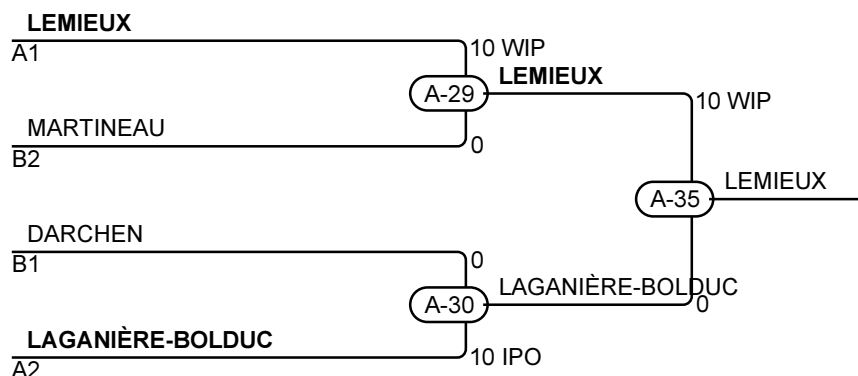 LEMIEUX
A1
10 WIP
A-29
LEMIEUX
10 WIP
MARTINEAU
B2
0
A-35
LEMIEUX
DARCHEN
B1
0
A-30
LAGANIÈRE-BOLDUC
0
LAGANIÈRE-BOLDUC
A2
10 IPO